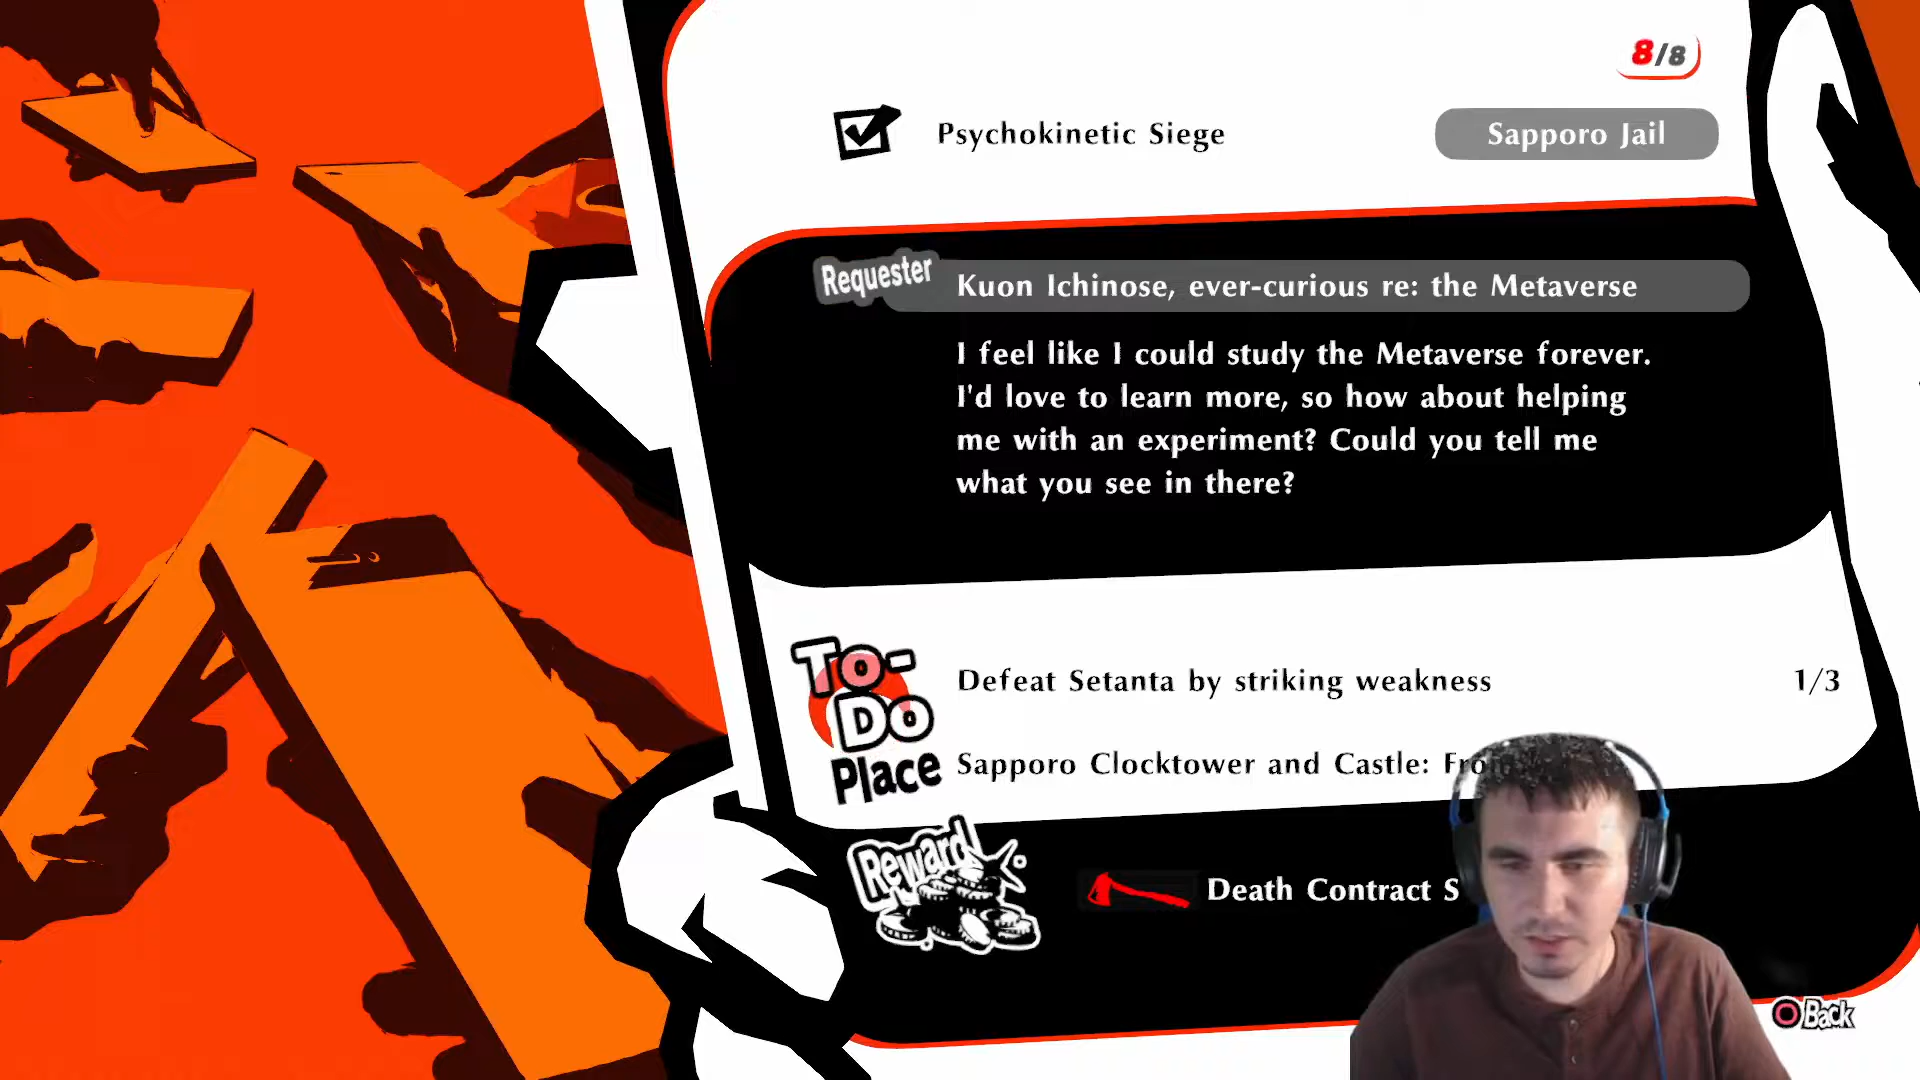 8/8
Psychokinetic Siege
Sapporo Jail
Requester
Kuon Ichinose, ever-curious re: the Metaverse
I feel like I could study the Metaverse forever.
I'd love to learn more, so how about helping
me with an experiment? Could you tell me
what you see in there?
To-
Do
Defeat Setanta by striking weakness 1/3
Place
Sapporo Clocktower and Castle:
Reward
Death Contract S
Back